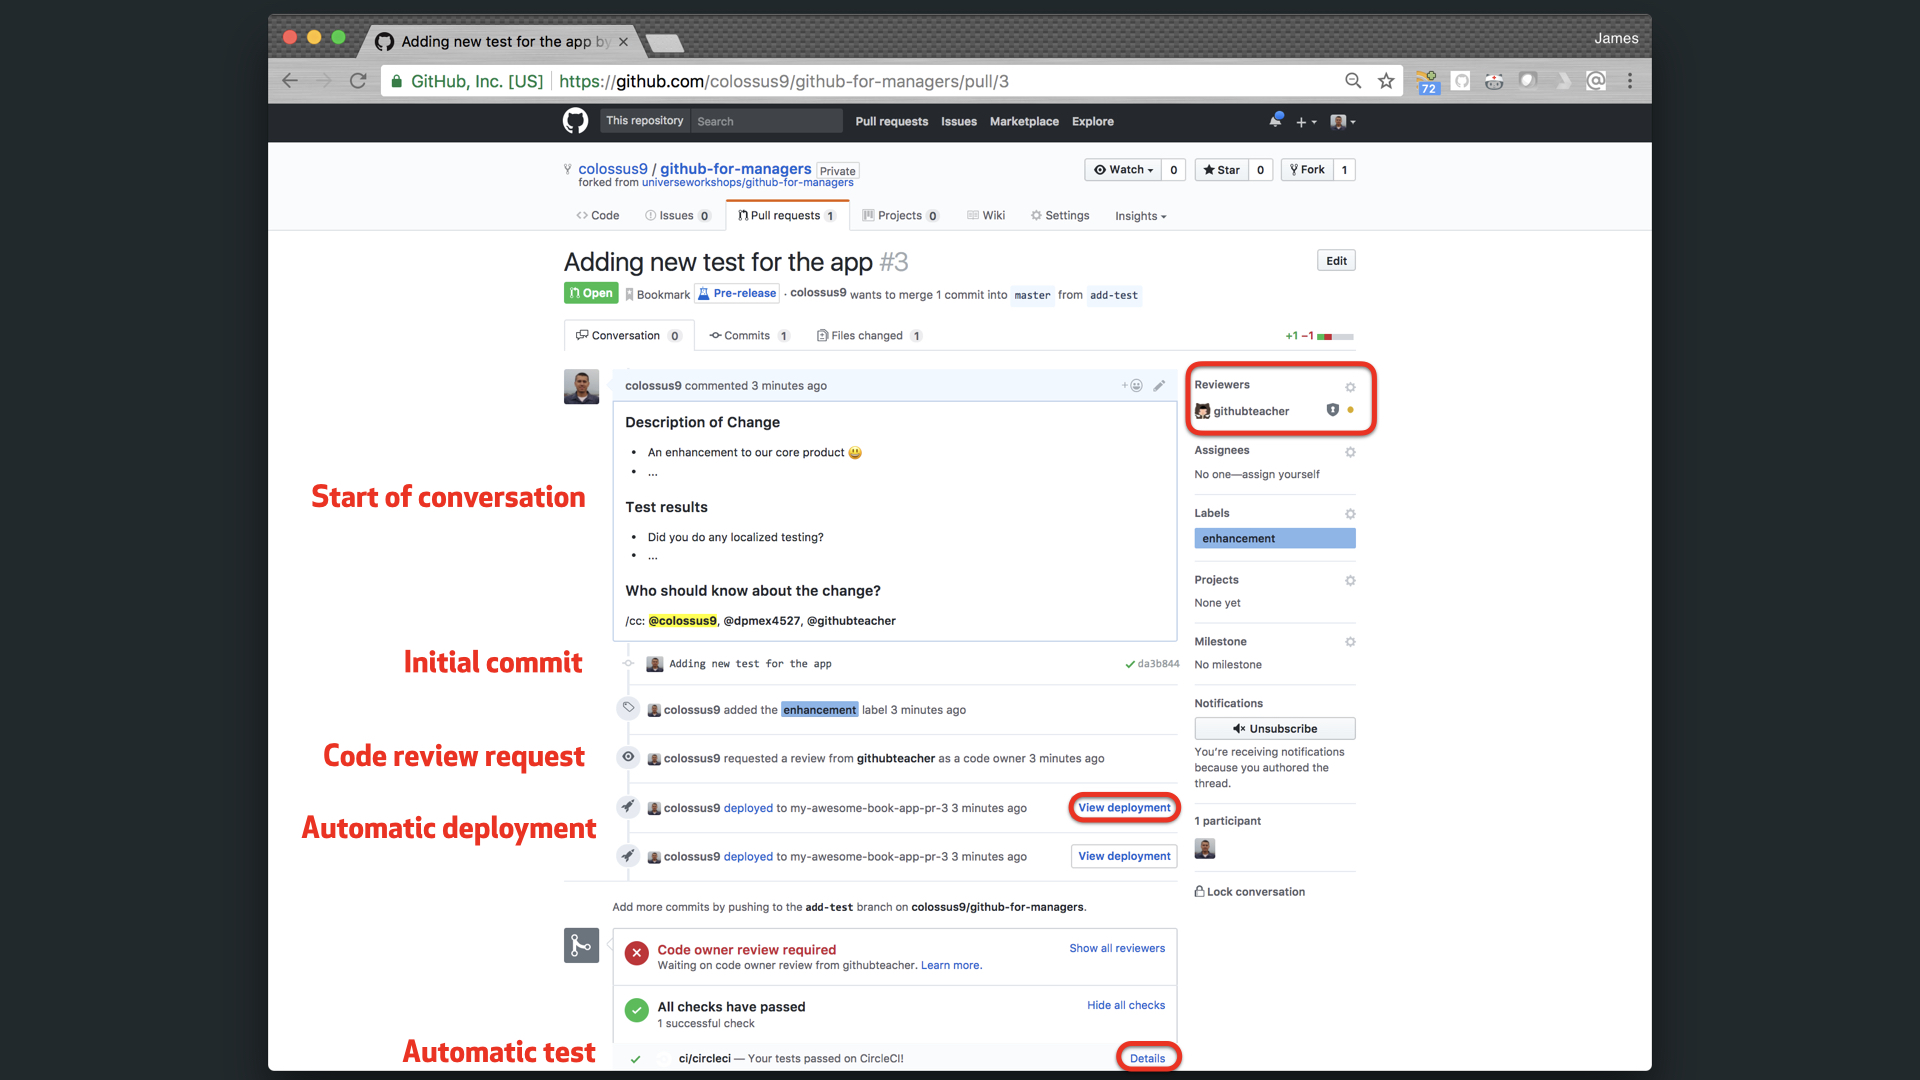 Adding new test for the app by
James
GitHub, Inc. [US] https://github.com/colossus9/github-for-managers/pull/3
72
This repository Search Pull requests Issues Marketplace Explore
colossus9 / github-for-managers Private
forked from universeworkshops/github-for-managers
Watch 0 Star 0 Fork 1
Code Issues 0 Pull requests 1 Projects 0 Wiki Settings Insights
Adding new test for the app #3
Edit
Open Bookmark Pre-release · colossus9 wants to merge 1 commit into master from add-test
Conversation 0 Commits 1 Files changed 1
+1 −1
colossus9 commented 3 minutes ago
Description of Change
• An enhancement to our core product 😃
• ...
Test results
• Did you do any localized testing?
• ...
Who should know about the change?
/cc: @colossus9, @dpmex4527, @githubteacher
Start of conversation
Initial commit
Adding new test for the app da3b844
colossus9 added the enhancement label 3 minutes ago
Code review request
colossus9 requested a review from githubteacher as a code owner 3 minutes ago
Automatic deployment
colossus9 deployed to my-awesome-book-app-pr-3 3 minutes ago View deployment
colossus9 deployed to my-awesome-book-app-pr-3 3 minutes ago View deployment
Add more commits by pushing to the add-test branch on colossus9/github-for-managers.
Code owner review required
Show all reviewers
Waiting on code owner review from githubteacher. Learn more.
All checks have passed
Hide all checks
1 successful check
Automatic test
ci/circleci — Your tests passed on CircleCI! Details
Reviewers
githubteacher
Assignees
No one—assign yourself
Labels
enhancement
Projects
None yet
Milestone
No milestone
Notifications
Unsubscribe
You’re receiving notifications
because you authored the
thread.
1 participant
Lock conversation